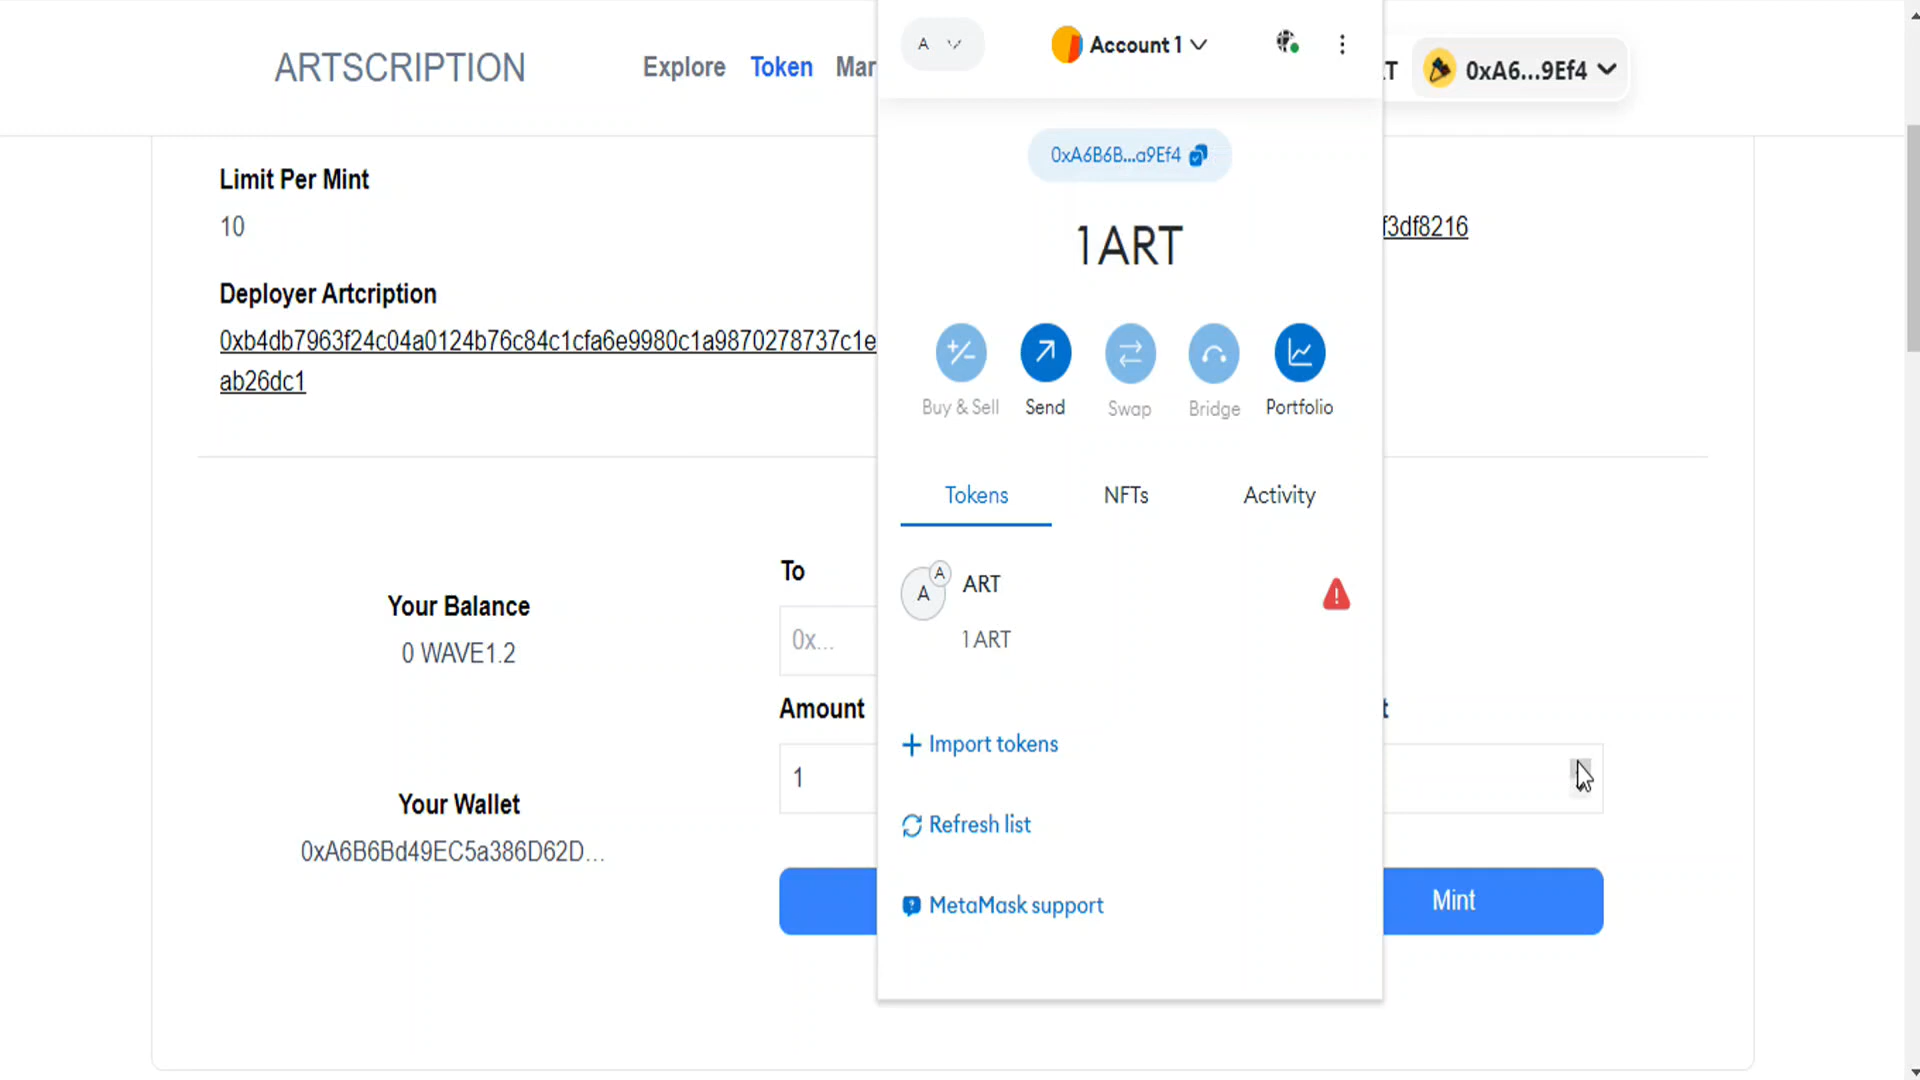 ARTSCRIPTION
Explore Token Mar
A
Account 1
T
0xA6...9Ef4
0xA6B6B...a9Ef4
Limit Per Mint
10
1 ART
f3df8216
Deployer Artcription
0xb4db7963f24c04a0124b76c84c1cfa6e9980c1a9870278737c1e
ab26dc1
Buy & Sell Send Swap Bridge Portfolio
Tokens NFTs Activity
A
A
ART
1 ART
To
0x...
Your Balance
0 WAVE1.2
Amount
t
1
+ Import tokens
Your Wallet
0xA6B6Bd49EC5a386D62D...
Refresh list
MetaMask support
Mint